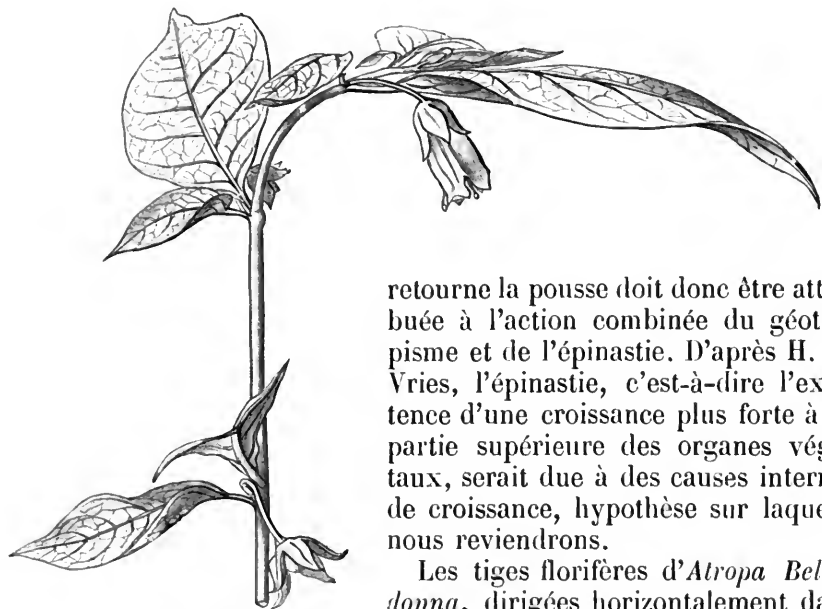 retourne la pousse doit donc être att
buée à l'action combinée du géot
pisme et de l'épinastie. D'après H.
Vries, l'épinastie, c'est-à-dire l'ex
tence d'une croissance plus forte à
partie supérieure des organes vég
taux, serait due à des causes interr
de croissance, hypothèse sur laque
nous reviendrons.
Les tiges florifères d'Atropa Bel
donna, dirigées horizontalement da